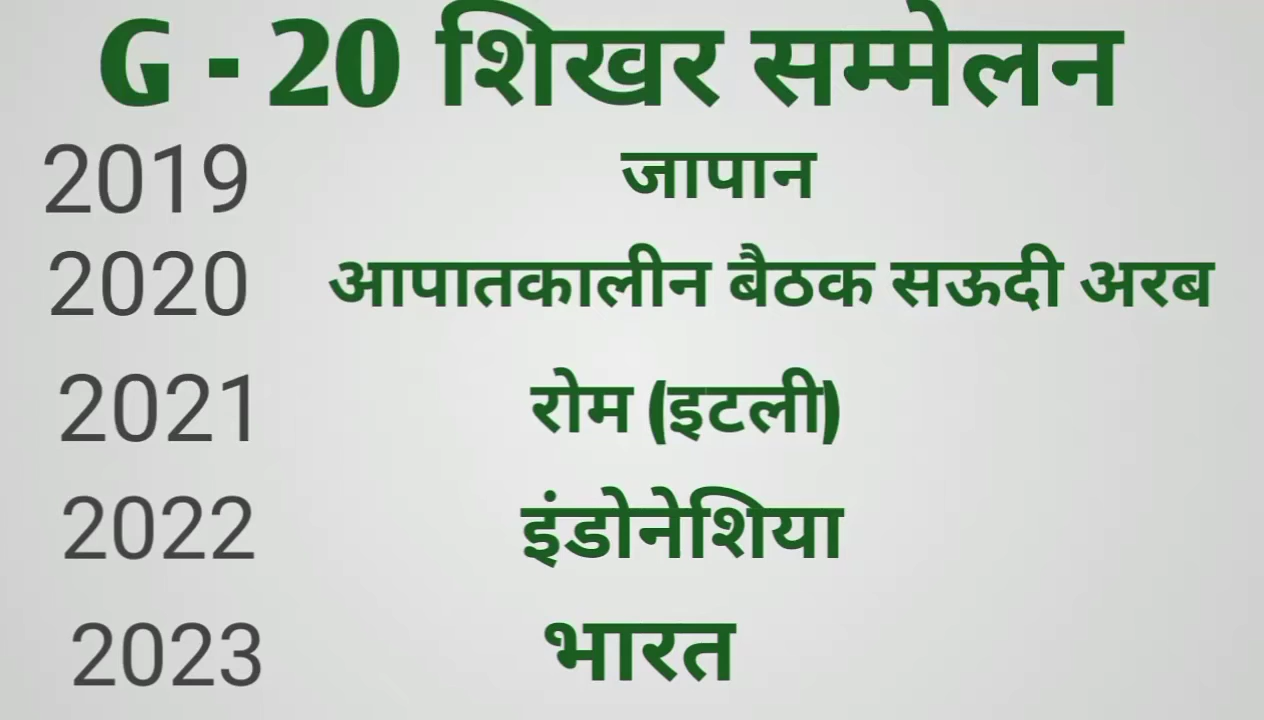 G - 20 शिखर सम्मेलन
2019 जापान
2020 आपातकालीन बैठक सऊदी अरब
2021 रोम (इटली)
2022 इंडोनेशिया
2023 भारत